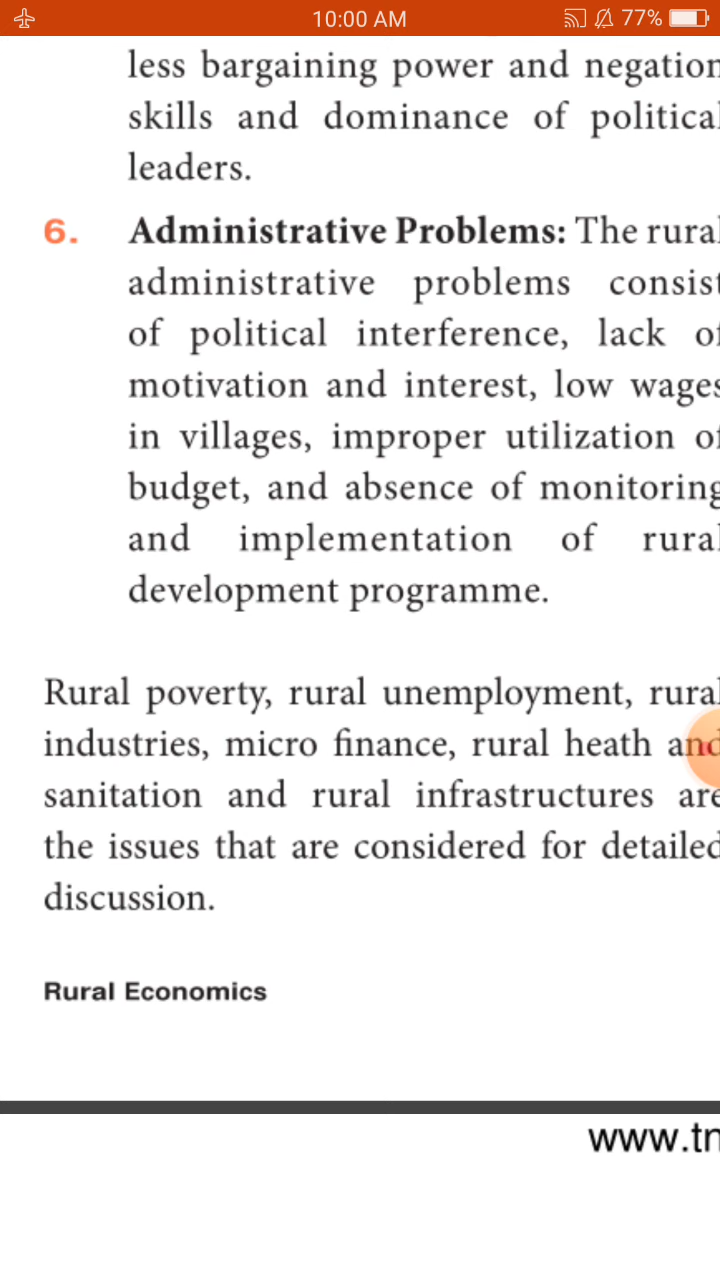 10:00 AM 77%
less bargaining power and negation
skills and dominance of political
leaders.
6. Administrative Problems: The rural
administrative problems consist
of political interference, lack of
motivation and interest, low wages
in villages, improper utilization of
budget, and absence of monitoring
and implementation of rural
development programme.
Rural poverty, rural unemployment, rural
industries, micro finance, rural heath and
sanitation and rural infrastructures are
the issues that are considered for detailed
discussion.
Rural Economics
www.tn